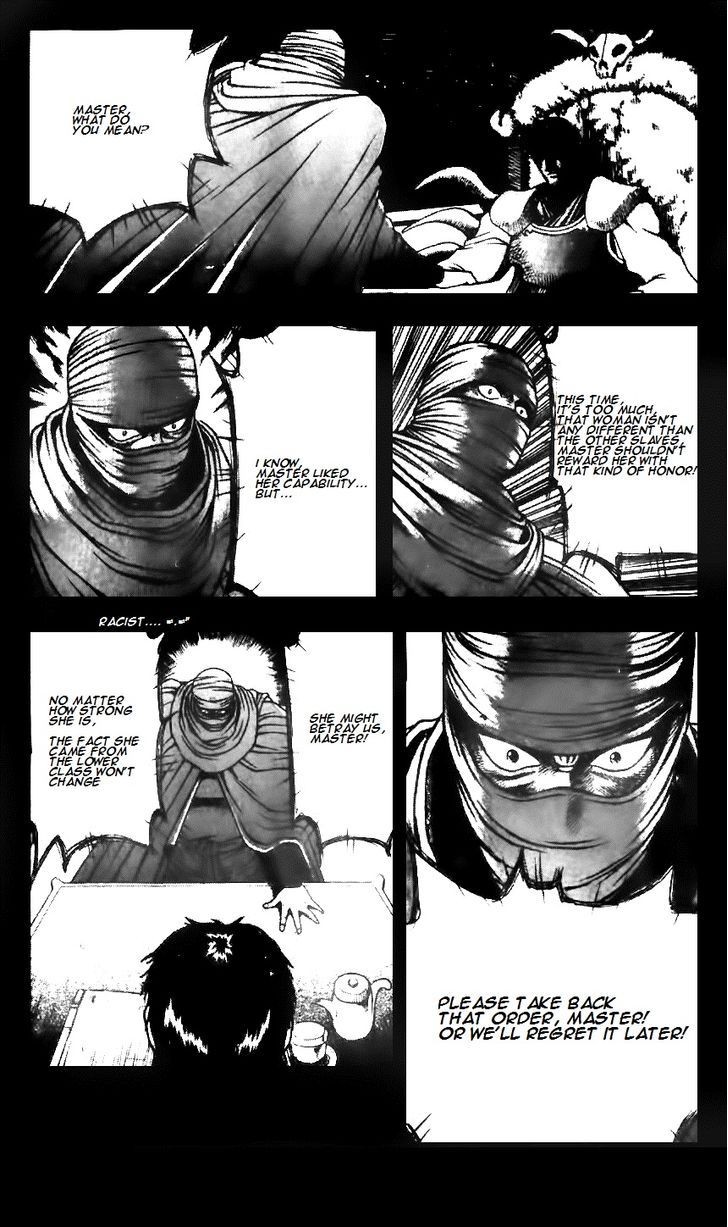 MASTER,
WHAT DO
YOU MEAN?
I KNOW,
MASTER LIKED
HER CAPABILITY...
BUT...
THIS TIME,
IT'S TOO MUCH,
THAT WOMAN ISN'T
ANY DIFFERENT THAN
THE OTHER SLAVES,
MASTER SHOULDN'T
REWARD HER WITH
THAT KIND OF HONOR!
RACIST.... =.="
NO MATTER
HOW STRONG
SHE IS,
THE FACT SHE
CAME FROM
THE LOWER
CLASS WON'T
CHANGE
SHE MIGHT
BETRAY US,
MASTER!
PLEASE TAKE BACK
THAT ORDER, MASTER!
OR WE'LL REGRET IT LATER!